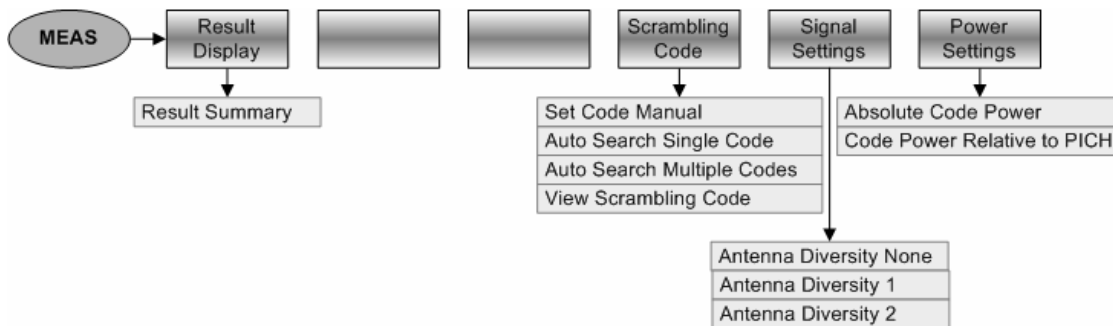 MEAS
Result
Display
Scrambling
Code
Signal
Settings
Power
Settings
Result Summary
Set Code Manual
Auto Search Single Code
Auto Search Multiple Codes
View Scrambling Code
Absolute Code Power
Code Power Relative to PICH
Antenna Diversity None
Antenna Diversity 1
Antenna Diversity 2